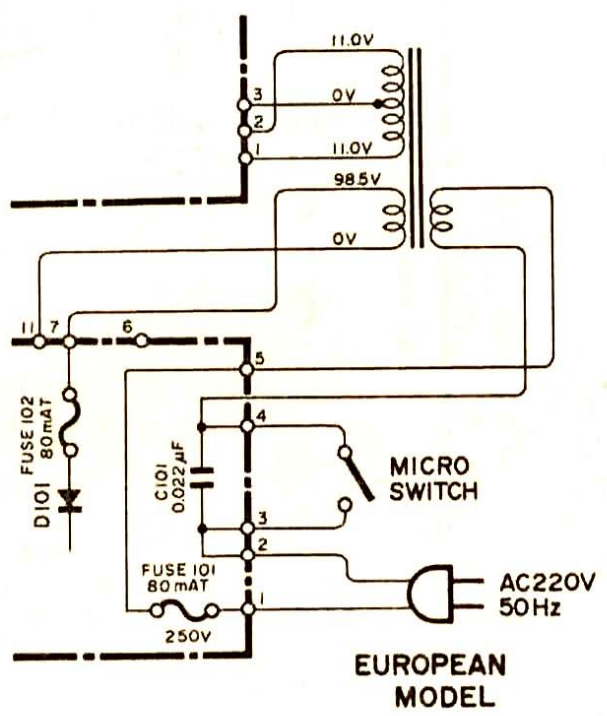 11.0V
3
0V
2
1
11.0V
98.5V
0V
11
7
6
5
FUSE 102
80mAT
4
C101
0.022µF
MICRO
SWITCH
D101
3
2
FUSE 101
80mAT
AC220V
50Hz
1
250V
EUROPEAN
MODEL